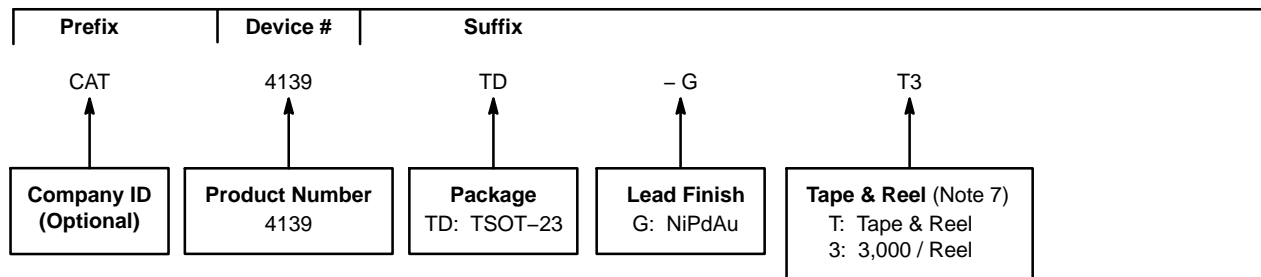 Prefix Device # Suffix
CAT 4139 TD – G T3
Company ID
(Optional)
Product Number
4139
Package
TD: TSOT–23
Lead Finish
G: NiPdAu
Tape & Reel (Note 7)
T: Tape & Reel
3: 3,000 / Reel